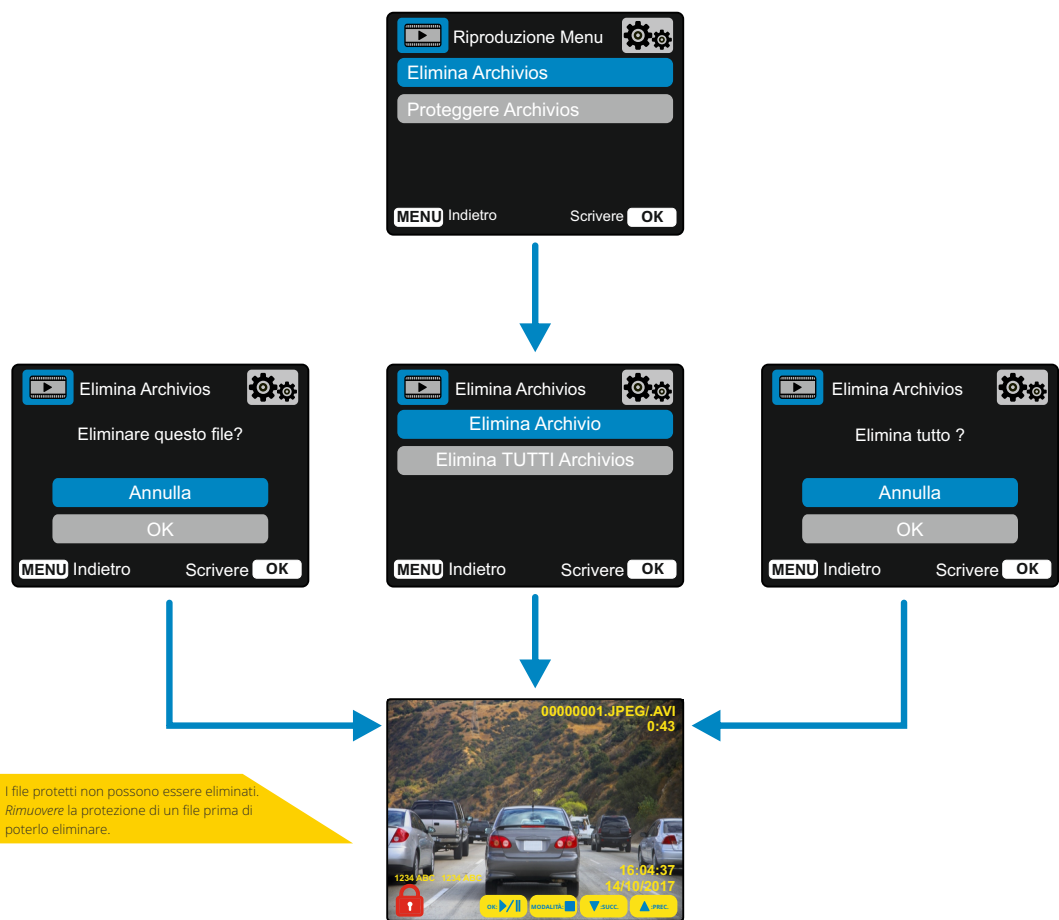 Riproduzione Menu
Elimina Archivios
Proteggere Archivios
MENU Indietro Scrivere OK
Elimina Archivios
Eliminare questo file?
Annulla
OK
MENU Indietro Scrivere OK
Elimina Archivios
Elimina Archivio
Elimina TUTTI Archivios
MENU Indietro Scrivere OK
Elimina Archivios
Elimina tutto ?
Annulla
OK
MENU Indietro Scrivere OK
00000001.JPEG/.AVI
0:43
I file protetti non possono essere eliminati.
Rimuovere la protezione di un file prima di
poterlo eliminare.
16:04:37
1234 ABC 1234 ABC
14/10/2017
OK: MODALITÀ: :SUCC. :PREC.